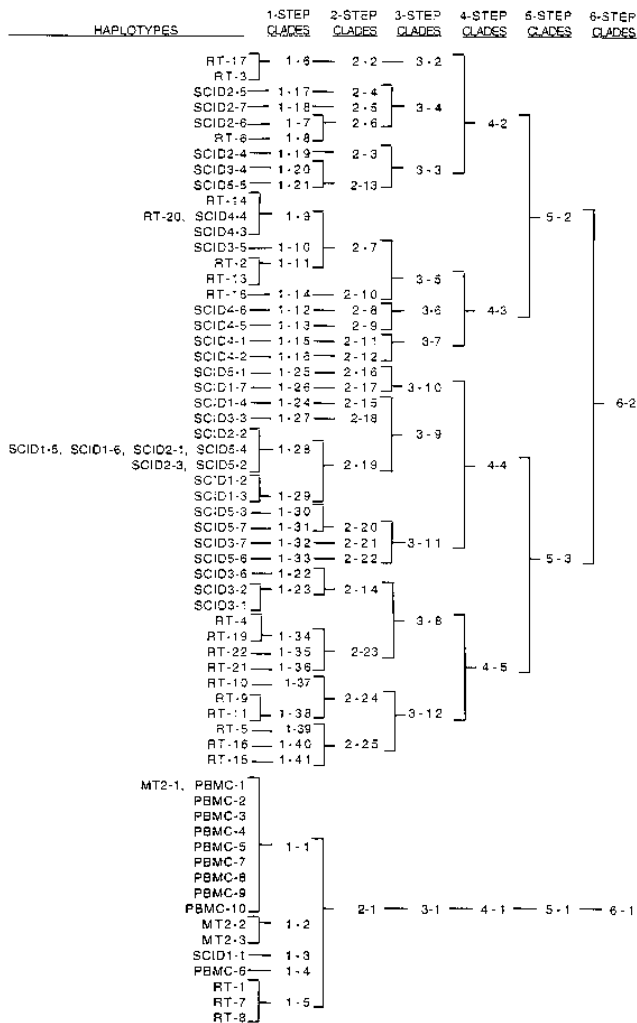 1-STEP 2-STEP 3-STEP 4-STEP 5-STEP 6-STEP
HAPLOTYPES CLADES CLADES CLADES CLADES CLADES CLADES
RT-17 1-6 2-2 3-2
RT-3
SCID2-5 1-17 2-4
SCID2-7 1-18 2-5 3-4
SCID2-6 1-7 2-6 4-2
RT-6 1-8
SCID2-4 1-19 2-3
SCID3-4 1-20 3-3
SCID5-5 1-21 2-13
RT-14
RT-20, SCID4-4 1-9 5-2
SCID4-3
SCID3-5 1-10 2-7
RT-2 1-11
RT-13 3-5
RT-18 1-14 2-10
SCID4-6 1-12 2-8 3-6 4-3
SCID4-5 1-13 2-9
SCID4-1 1-15 2-11 3-7
SCID4-2 1-16 2-12
SCID5-1 1-25 2-16
SCID1-7 1-26 2-17 3-10
SCID1-4 1-24 2-15 6-2
SCID3-3 1-27 2-18
SCID2-2 3-9
SCID1-5, SCID1-6, SCID2-1, SCID5-4 1-28
SCID2-3, SCID5-2 2-19 4-4
SCID1-2
SCID1-3 1-29
SCID5-3 1-30
SCID5-7 1-31 2-20
SCID3-7 1-32 2-21 3-11
SCID5-6 1-33 2-22 5-3
SCID3-6 1-22
SCID3-2 1-23 2-14
SCID3-1
RT-4 3-8
RT-19 1-34
RT-22 1-35 2-23
RT-21 1-36 4-5
RT-10 1-37
RT-9 2-24
RT-11 1-38 3-12
RT-5 1-39
RT-16 1-40 2-25
RT-15 1-41
MT2-1, PBMC-1
PBMC-2
PBMC-3
PBMC-4
PBMC-5 1-1
PBMC-7
PBMC-8
PBMC-9
PBMC-10 2-1 3-1 4-1 5-1 6-1
MT2-2 1-2
MT2-3
SCID1-1 1-3
PBMC-6 1-4
RT-1
RT-7 1-5
RT-8